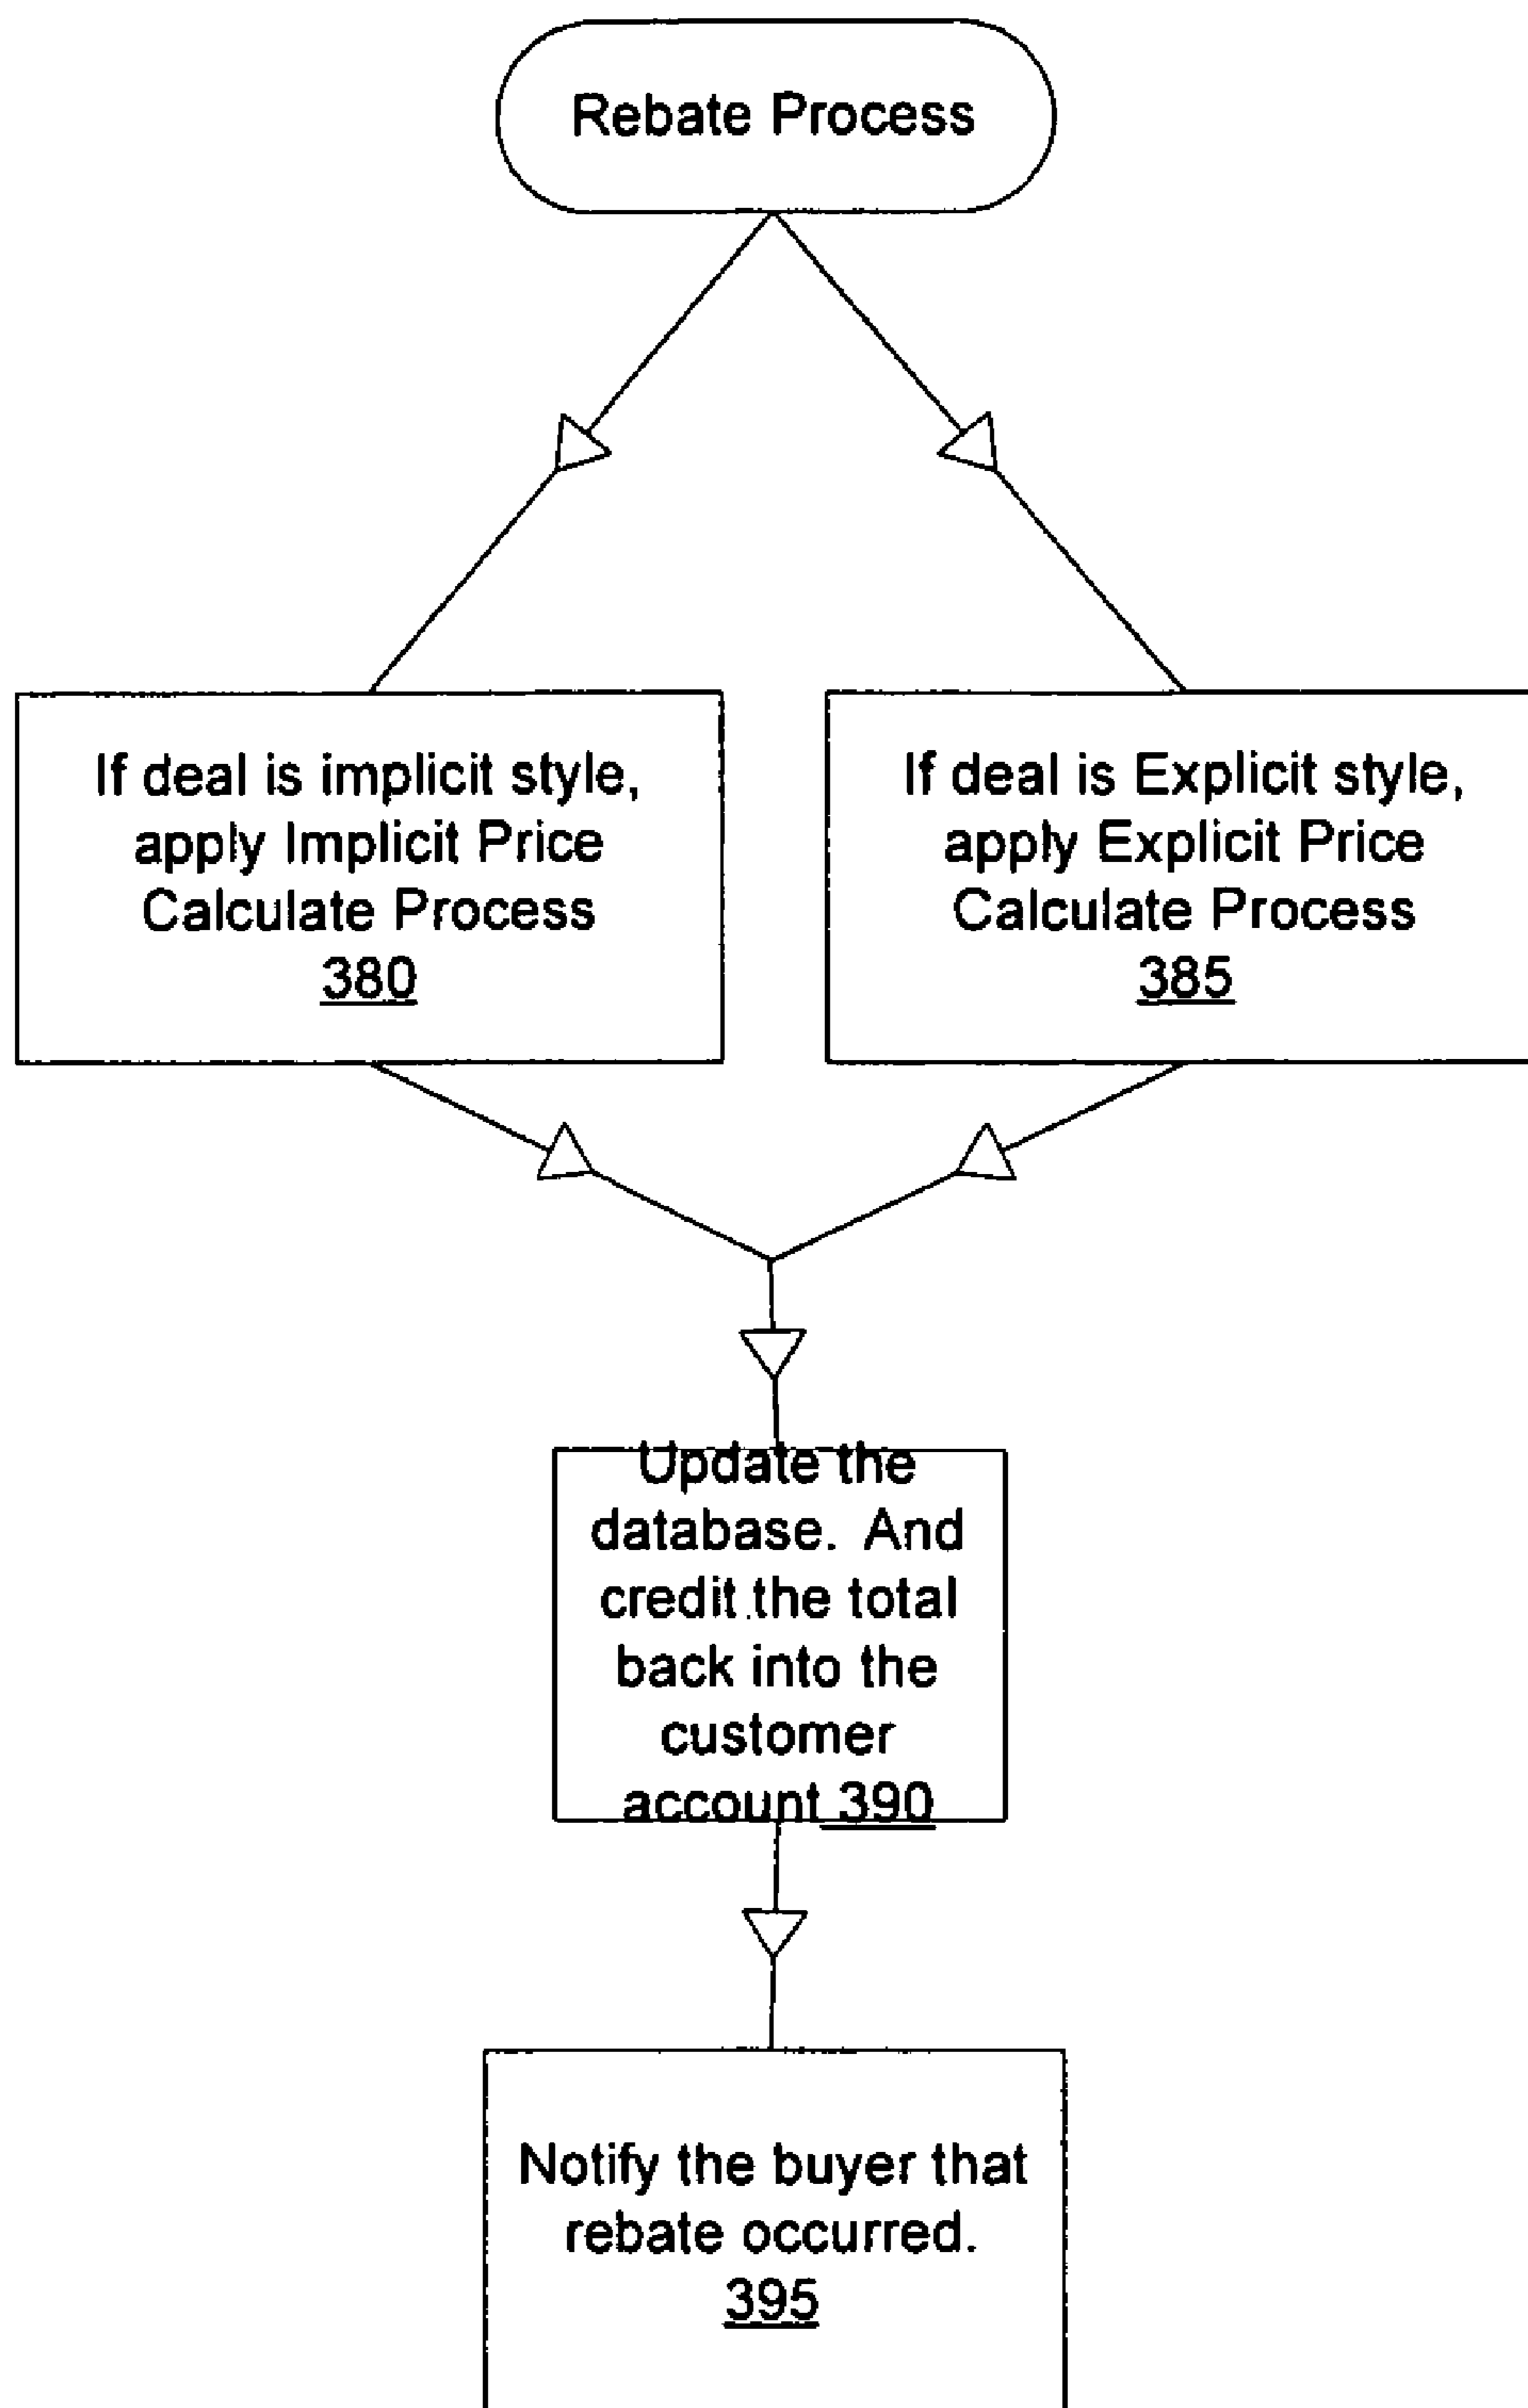 Rebate Process
If deal is implicit style,
apply Implicit Price
Calculate Process
380
If deal is Explicit style,
apply Explicit Price
Calculate Process
385
Update the
database. And
credit the total
back into the
customer
account 390
Notify the buyer that
rebate occurred.
395